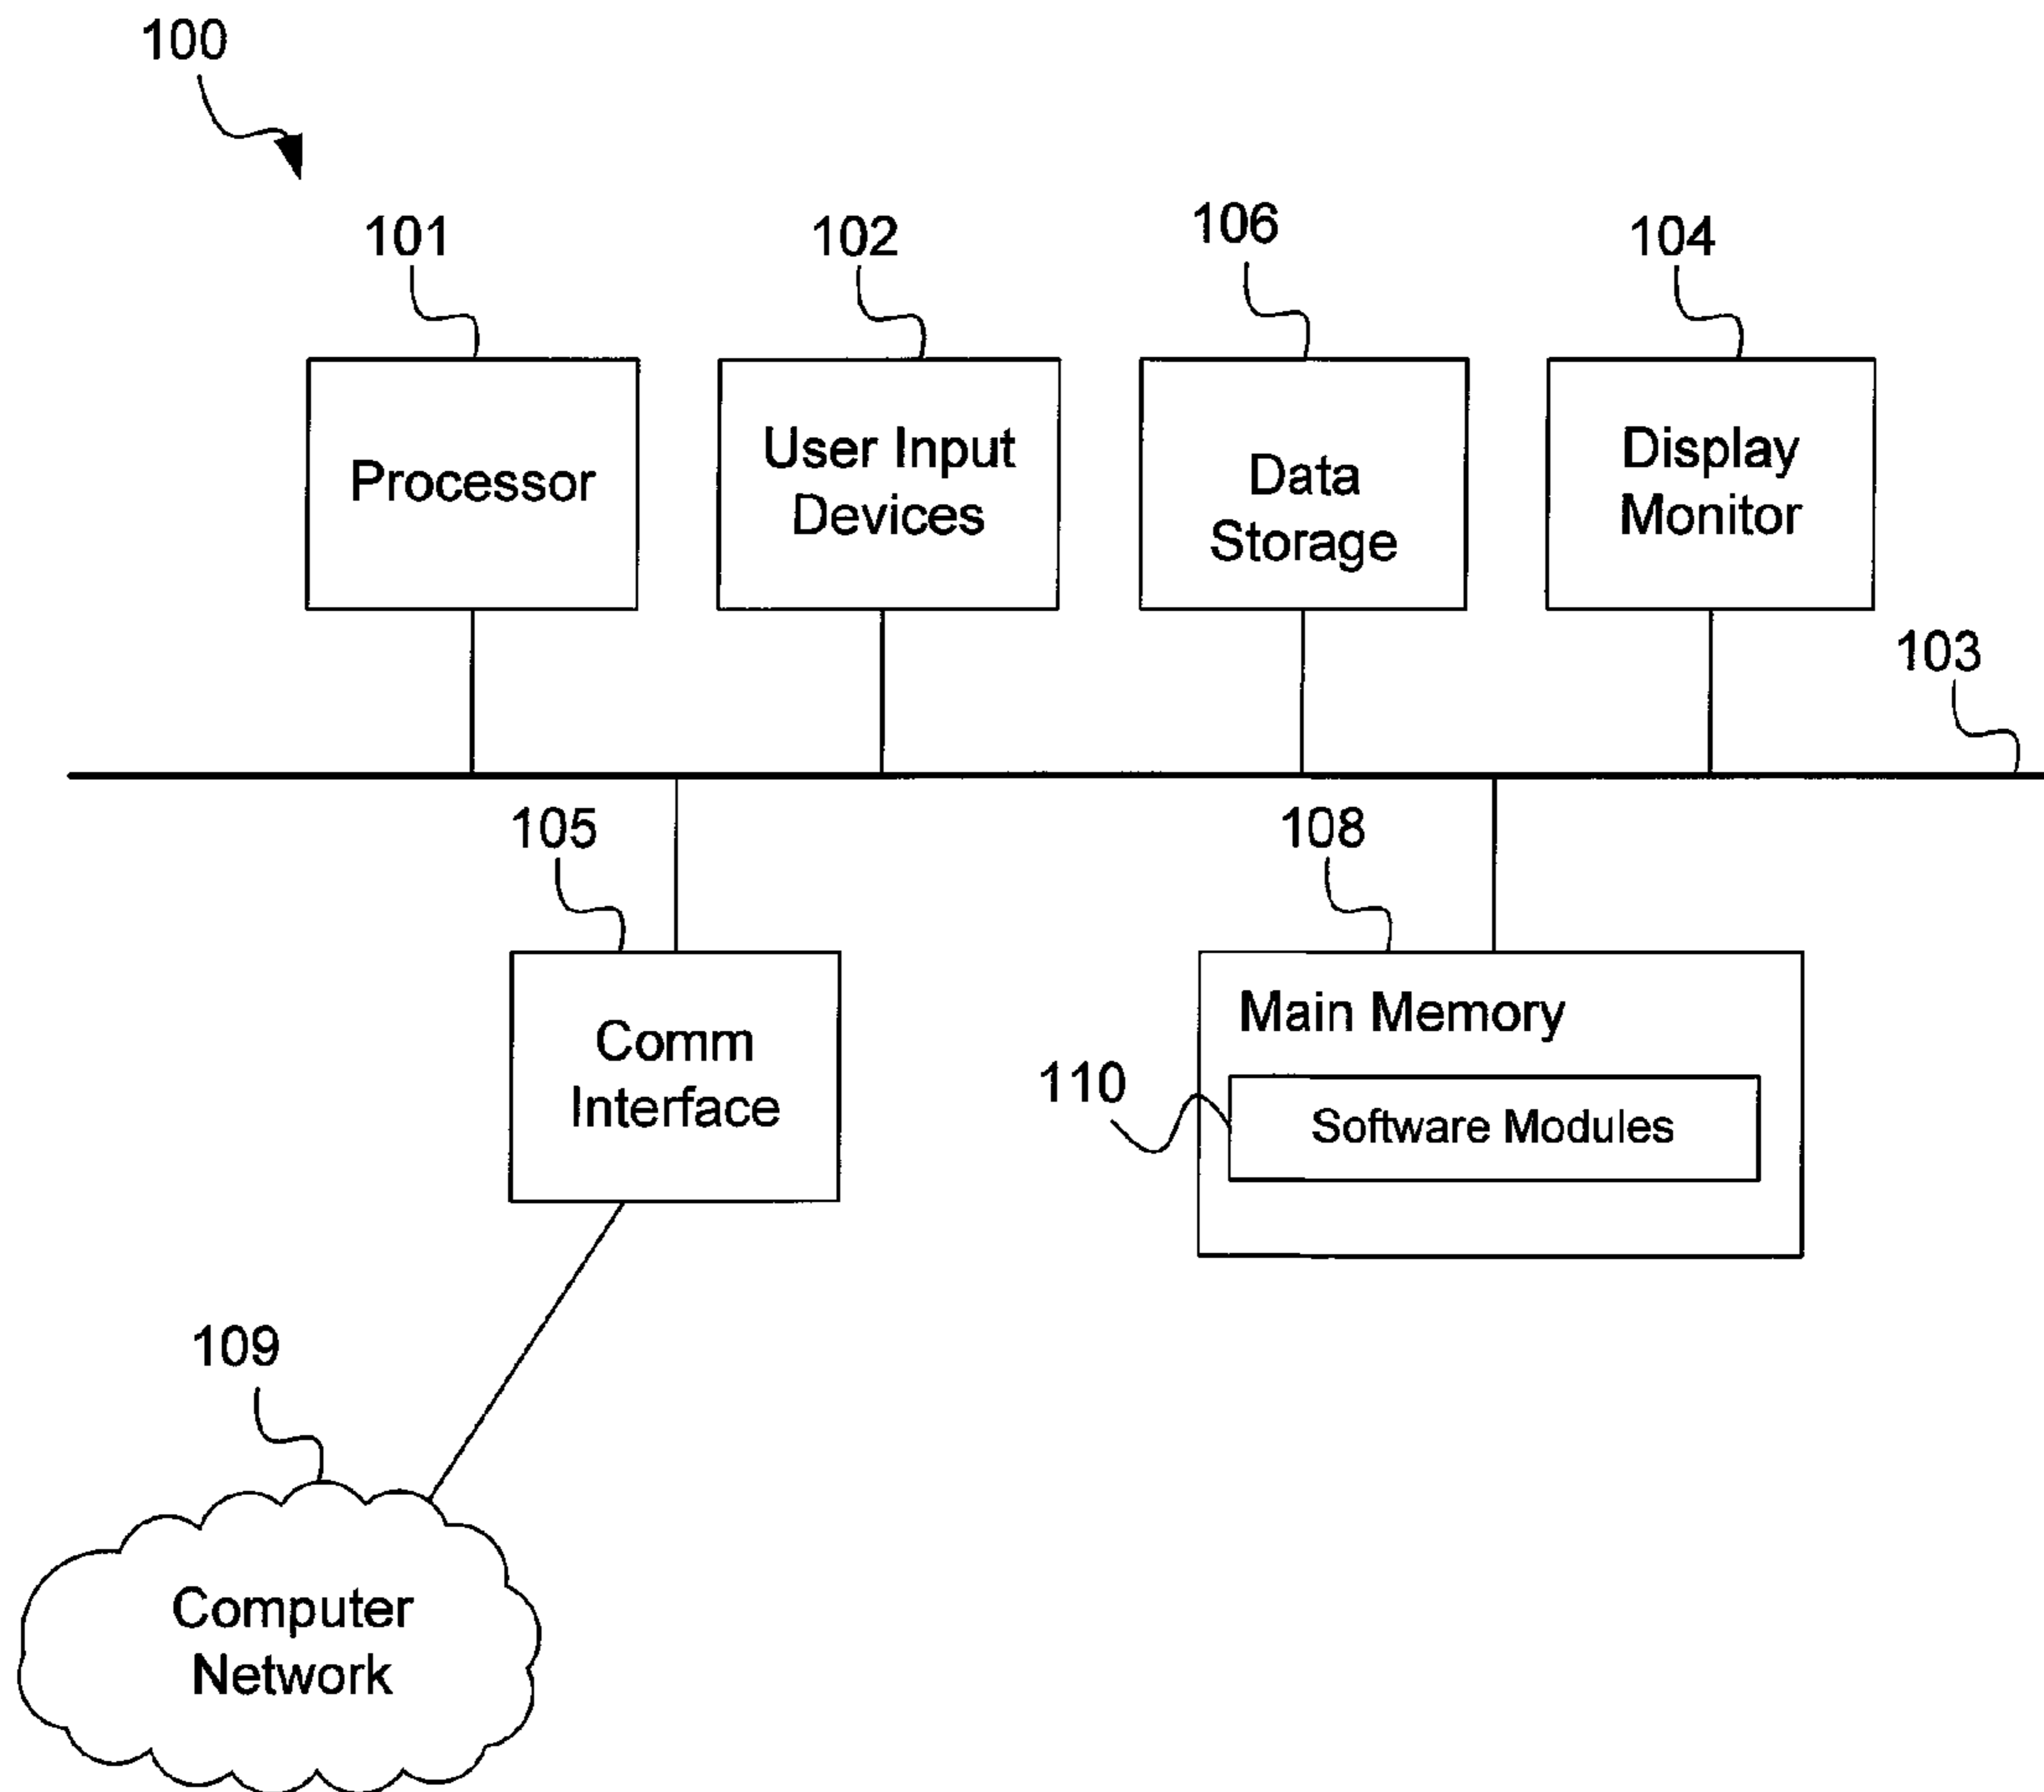 100
101
102
106
104
Processor
User Input
Devices
Data
Storage
Display
Monitor
103
105
108
Comm
Interface
Main Memory
110
Software Modules
109
Computer
Network